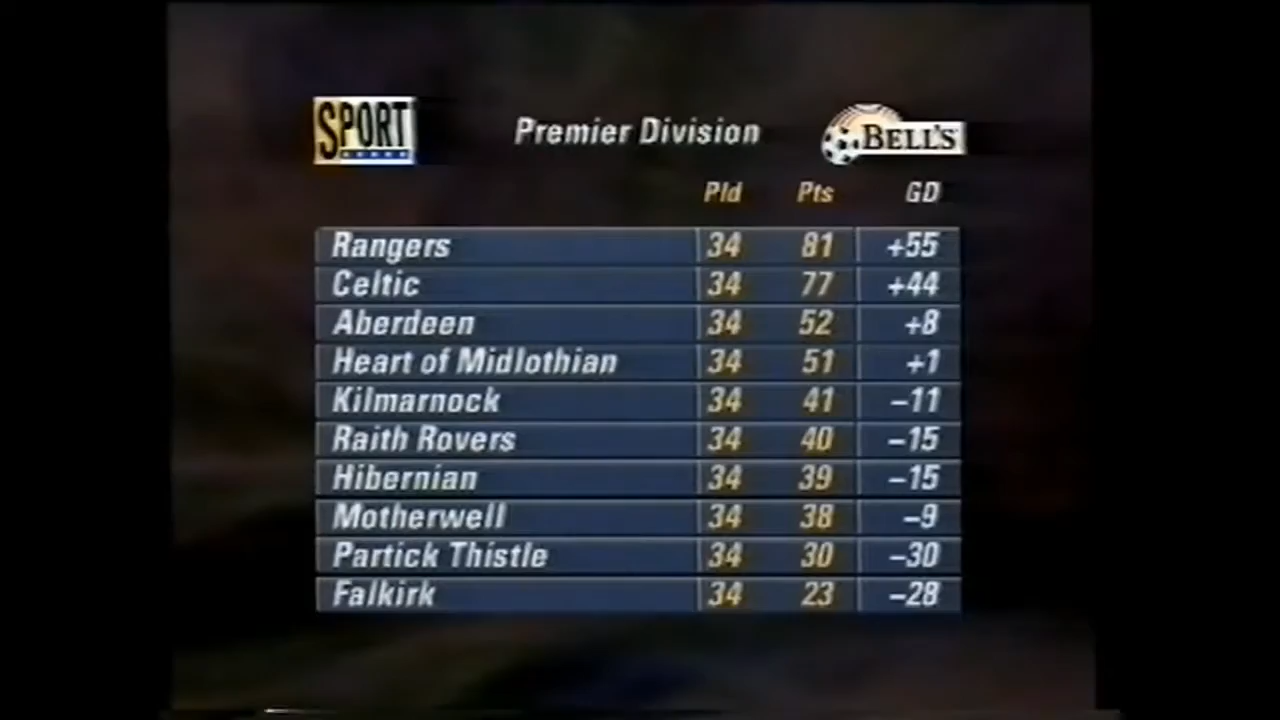 SPORT Premier Division BELL'S
Pld Pts GD
Rangers 34 81 +55
Celtic 34 77 +44
Aberdeen 34 52 +8
Heart of Midlothian 34 51 +1
Kilmarnock 34 41 –11
Raith Rovers 34 40 –15
Hibernian 34 39 –15
Motherwell 34 38 –9
Partick Thistle 34 30 –30
Falkirk 34 23 –28